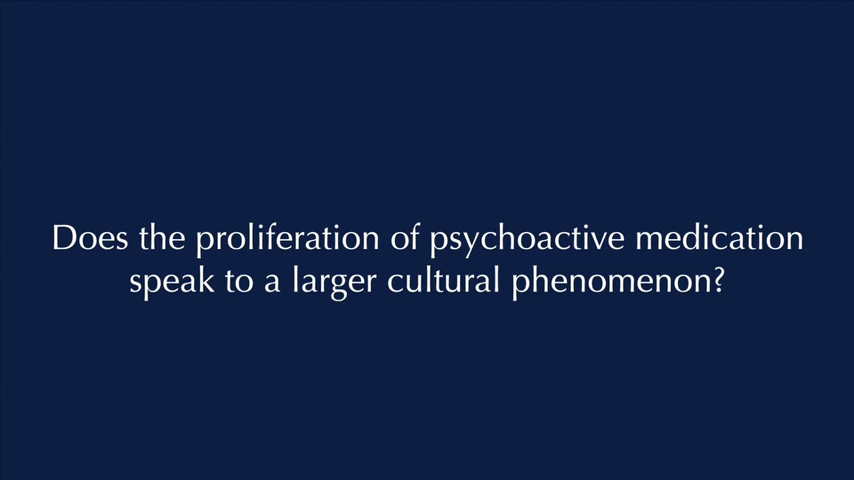 Does the proliferation of psychoactive medication
speak to a larger cultural phenomenon?